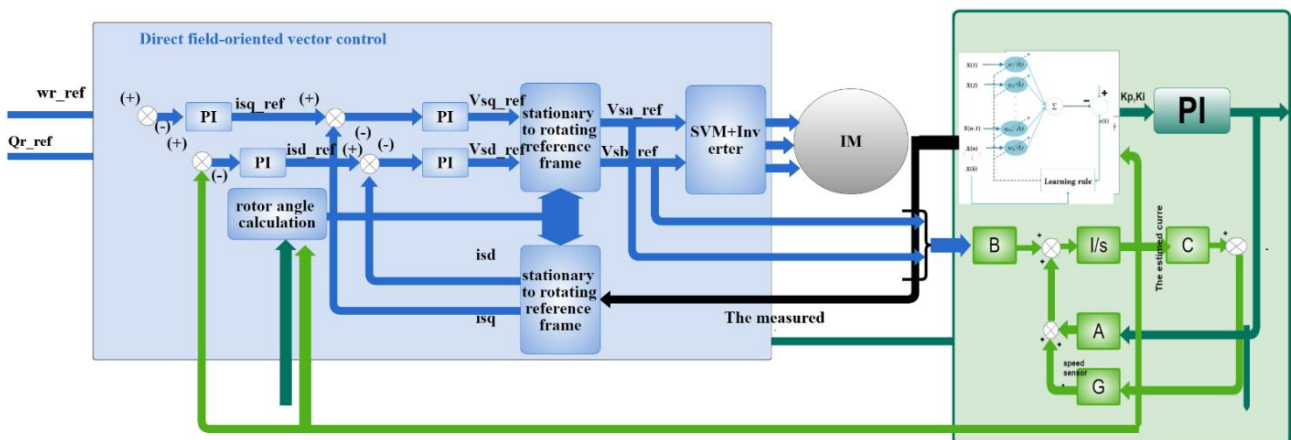 Direct field-oriented vector control
wr_ref
Qr_ref
(+)
(-)
PI
isq_ref
(+)
(-)
PI
Vsq_ref
(+)
(-)
PI
isd_ref
(+)
(-)
PI
Vsd_ref
stationary
to rotating
reference
frame
Vsa_ref
Vsb_ref
SVM+Inv
erter
IM
rotor angle
calculation
isd
isq
stationary
to rotating
reference
frame
The measured
X(1)
X(2)
Σ
Learning rule
Kp,Ki
PI
B
I/s
C
The estimed curre
A
speed
sensor
G
+
+
+
+